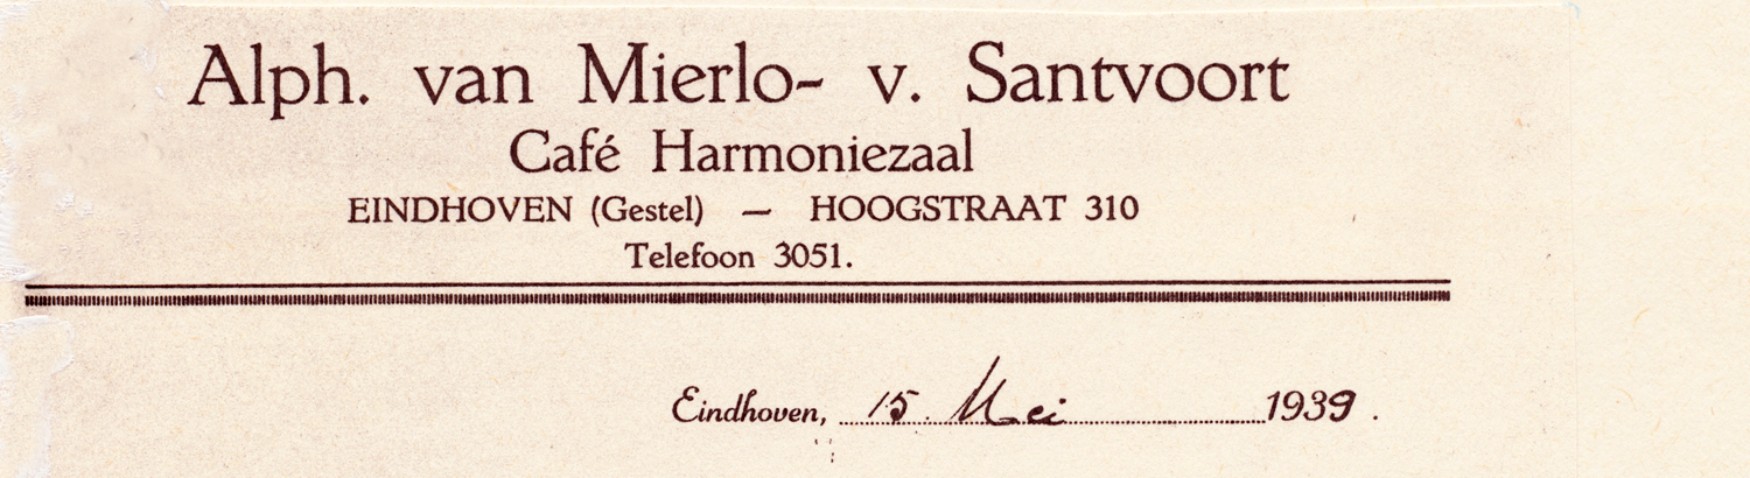 Alph. van Mierlo- v. Santvoort
Café Harmoniezaal
EINDHOVEN (Gestel) — HOOGSTRAAT 310
Telefoon 3051.
Eindhoven, 15 Mei 1939.